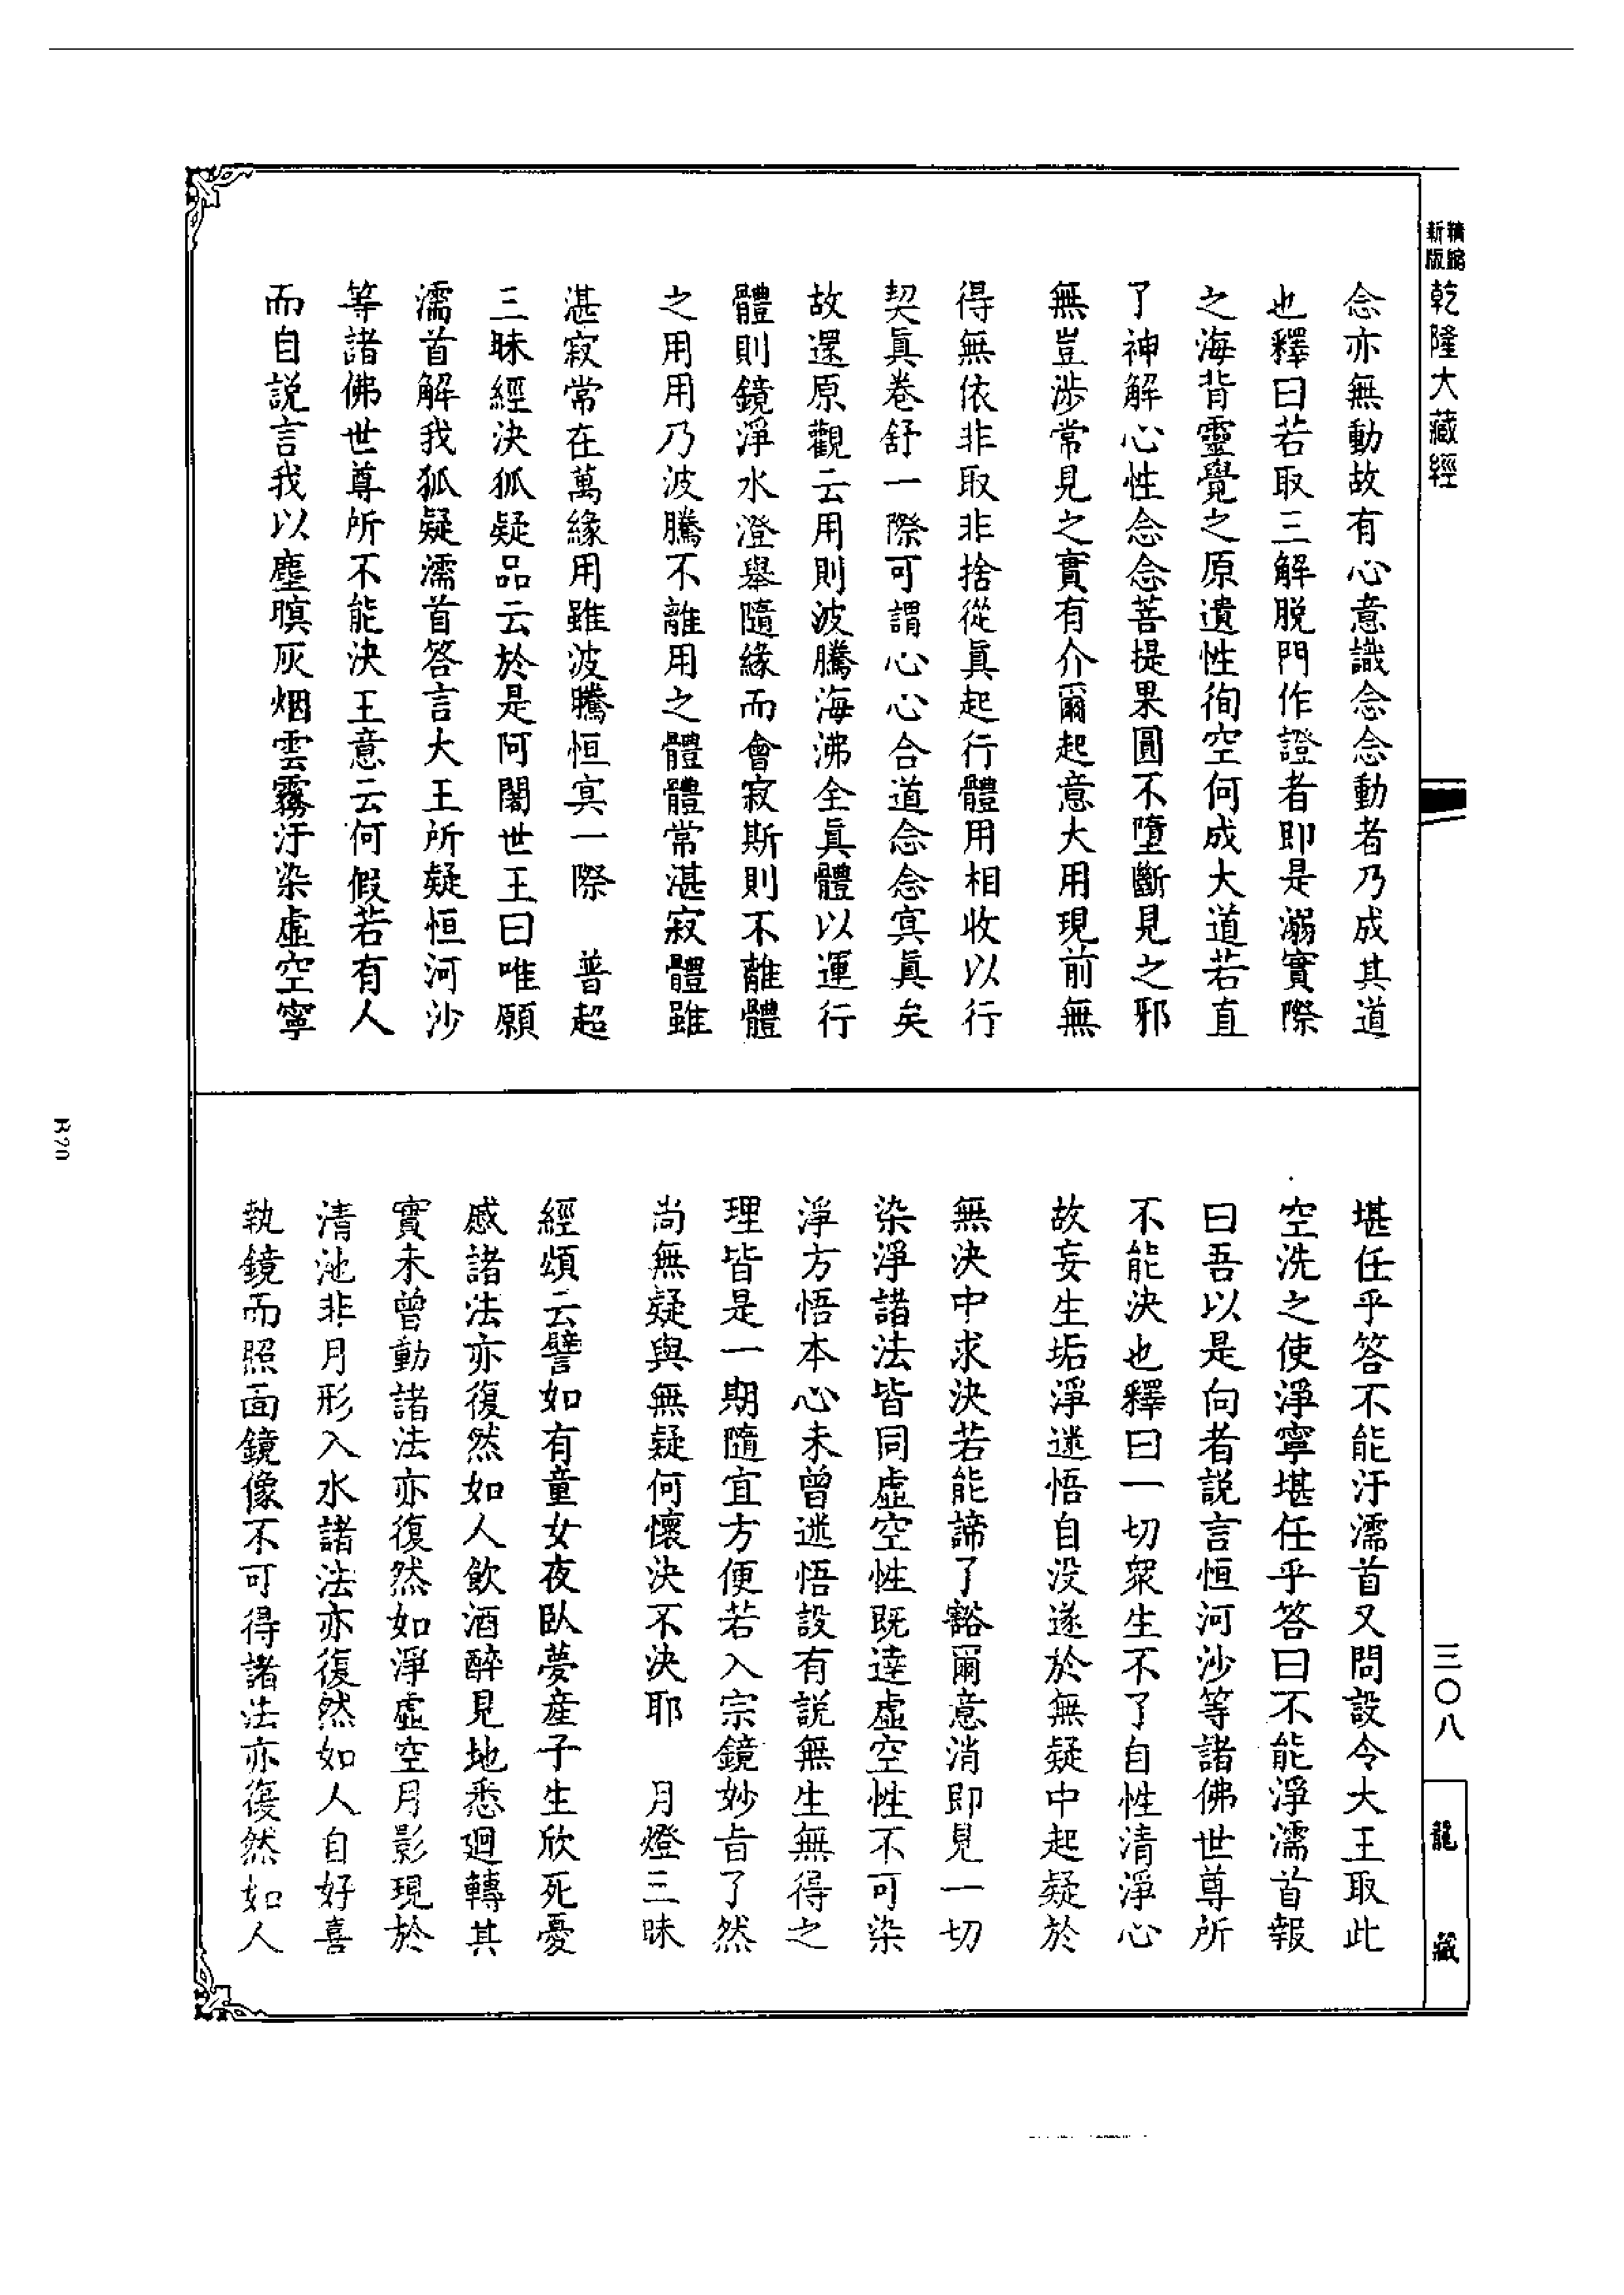 精縮新版
乾隆大藏經
念亦無動故有心意識念念動者乃成其道
也釋曰若取三解脱門作證者即是溺實際
之海背靈覺之原遺性徇空何成大道若直
了神解心性念念菩提果圓不墮斷見之邪
無豈涉常見之實有介爾起意大用現前無
得無依非取非捨從眞起行體用相收以行
契眞卷舒一際可謂心心合道念念㝠眞矣
故還原觀云用則波騰海沸全眞體以運行
體則鏡淨水澄舉隨緣而會寂斯則不離體
之用用乃波騰不離用之體體常湛寂體雖
湛寂常在萬緣用雖波騰恒㝠一際　普超
三昧經決狐疑品云於是阿闍世王曰唯願
濡首解我狐疑濡首答言大王所疑恒河沙
等諸佛世尊所不能決王意云何假若有人
而自説言我以塵暝灰烟雲霧汙染虛空寧
堪任乎答不能汙濡首又問設令大王取此
空洗之使淨寧堪任乎答曰不能淨濡首報
曰吾以是向者説言恒河沙等諸佛世尊所
不能決也釋曰一切衆生不了自性清淨心
故妄生垢淨迷悟自没遂於無疑中起疑於
無決中求決若能諦了豁爾意消即見一切
染淨諸法皆同虛空性既達虛空性不可染
淨方悟本心未曾迷悟設有説無生無得之
理皆是一期隨宜方便若入宗鏡妙旨了然
尚無疑與無疑何懷決不決耶　月燈三昧
經頌云譬如有童女夜臥夢產子生欣死憂
慼諸法亦復然如人飲酒醉見地悉迴轉其
實未曾動諸法亦復然如淨虛空月影現於
清池非月形入水諸法亦復然如人自好喜
執鏡而照面鏡像不可得諸法亦復然如人
三〇八
龍藏
R70